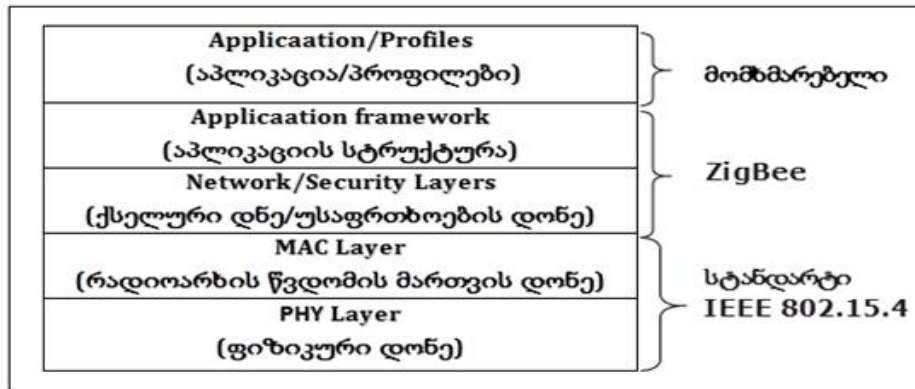 Applicaation/Profiles
(აპლიკაცია/პროფილები)
მომხმარებელი
Applicaation framework
(აპლიკაციის სტრუქტურა)
Network/Security Layers
(ქსელური დნე/უსაფრთხოების დონე)
ZigBee
MAC Layer
(რადიოარხის წვდომის მართვის დონე)
PHY Layer
(ფიზიკური დონე)
სტანდარტი
IEEE 802.15.4